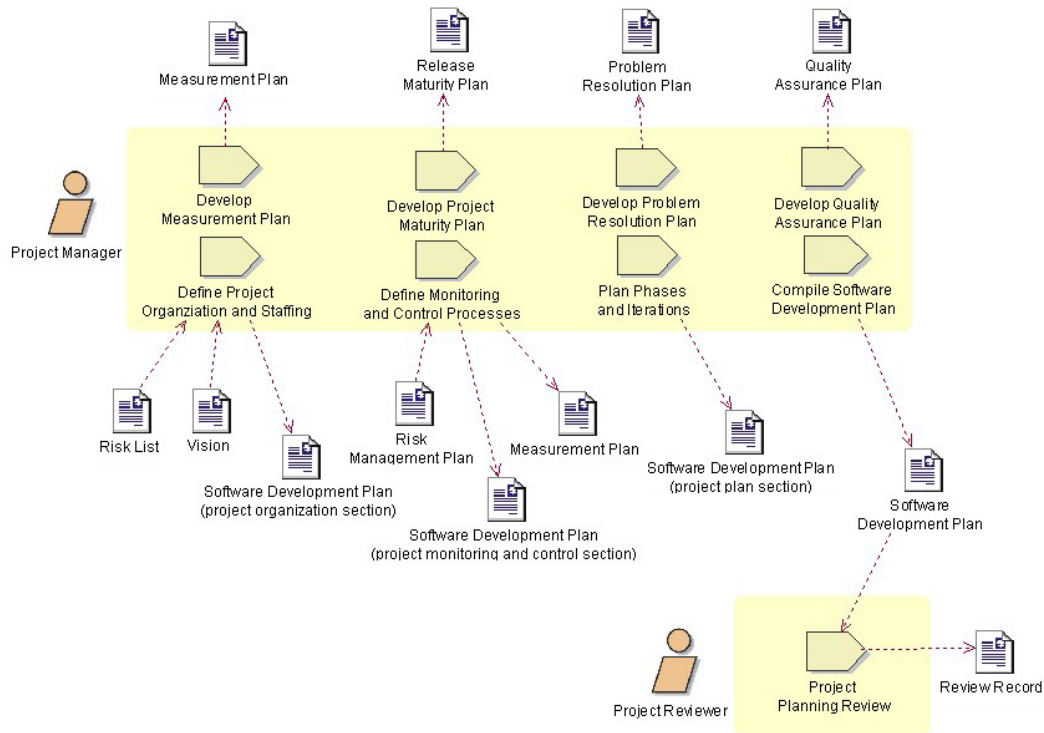 Measurement Plan
Release
Maturity Plan
Problem
Resolution Plan
Quality
Assurance Plan
Project Manager
Develop
Measurement Plan
Develop Project
Maturity Plan
Develop Problem
Resolution Plan
Develop Quality
Assurance Plan
Define Project
Organziation and Staffing
Define Monitoring
and Control Processes
Plan Phases
and Iterations
Compile Software
Development Plan
Risk List
Vision
Software Development Plan
(project organization section)
Risk
Management Plan
Measurement Plan
Software Development Plan
(project monitoring and control section)
Software Development Plan
(project plan section)
Software
Development Plan
Project Reviewer
Project
Planning Review
Review Record